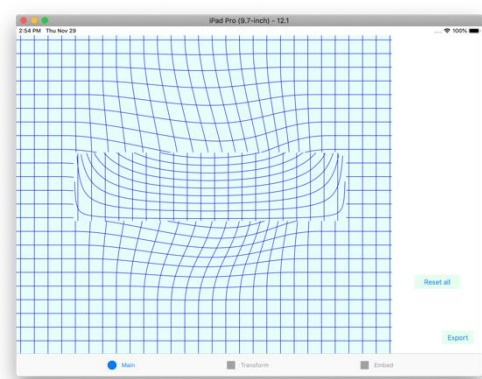 iPad Pro (9.7-inch) - 12.1
2:54 PM Thu Nov 29
100%
Reset all
Export
Main
Transform
Embed